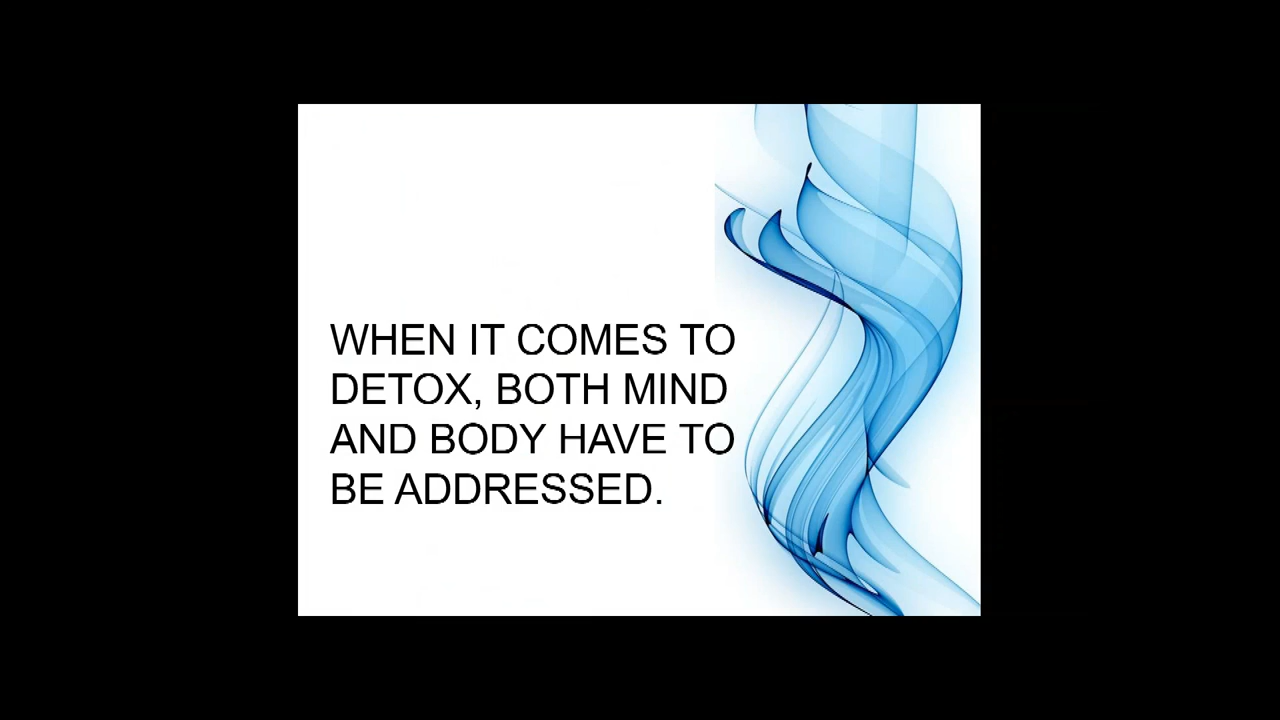 WHEN IT COMES TO
DETOX, BOTH MIND
AND BODY HAVE TO
BE ADDRESSED.